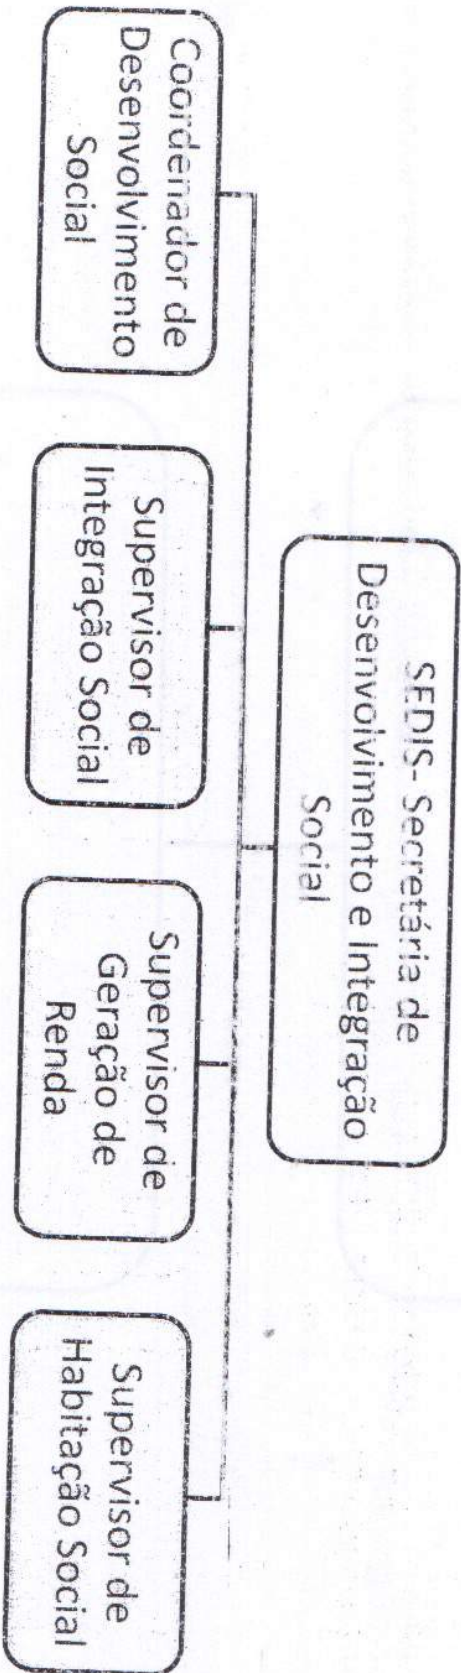 SEDIS- Secretária de
Desenvolvimento e Integração
Social
Coordenador de
Desenvolvimento
Social
Supervisor de
Integração Social
Supervisor de
Geração de
Renda
Supervisor de
Habitação Social